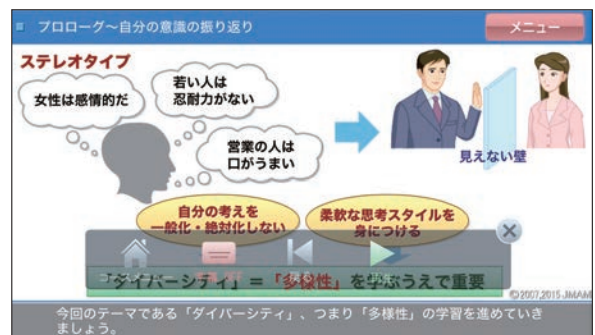 プロローグ～自分の意識の振り返り
メニュー
ステレオタイプ
女性は感情的だ
若い人は
忍耐力がない
営業の人は
口がうまい
見えない壁
自分の考えを
一般化・絶対化しない
柔軟な思考スタイルを
身につける
「ダイバーシティ」＝「多様性」を学ぶうえで重要
©2007,2015 JMAM
今回のテーマである「ダイバーシティ」、つまり「多様性」の学習を進めていき
ましょう。